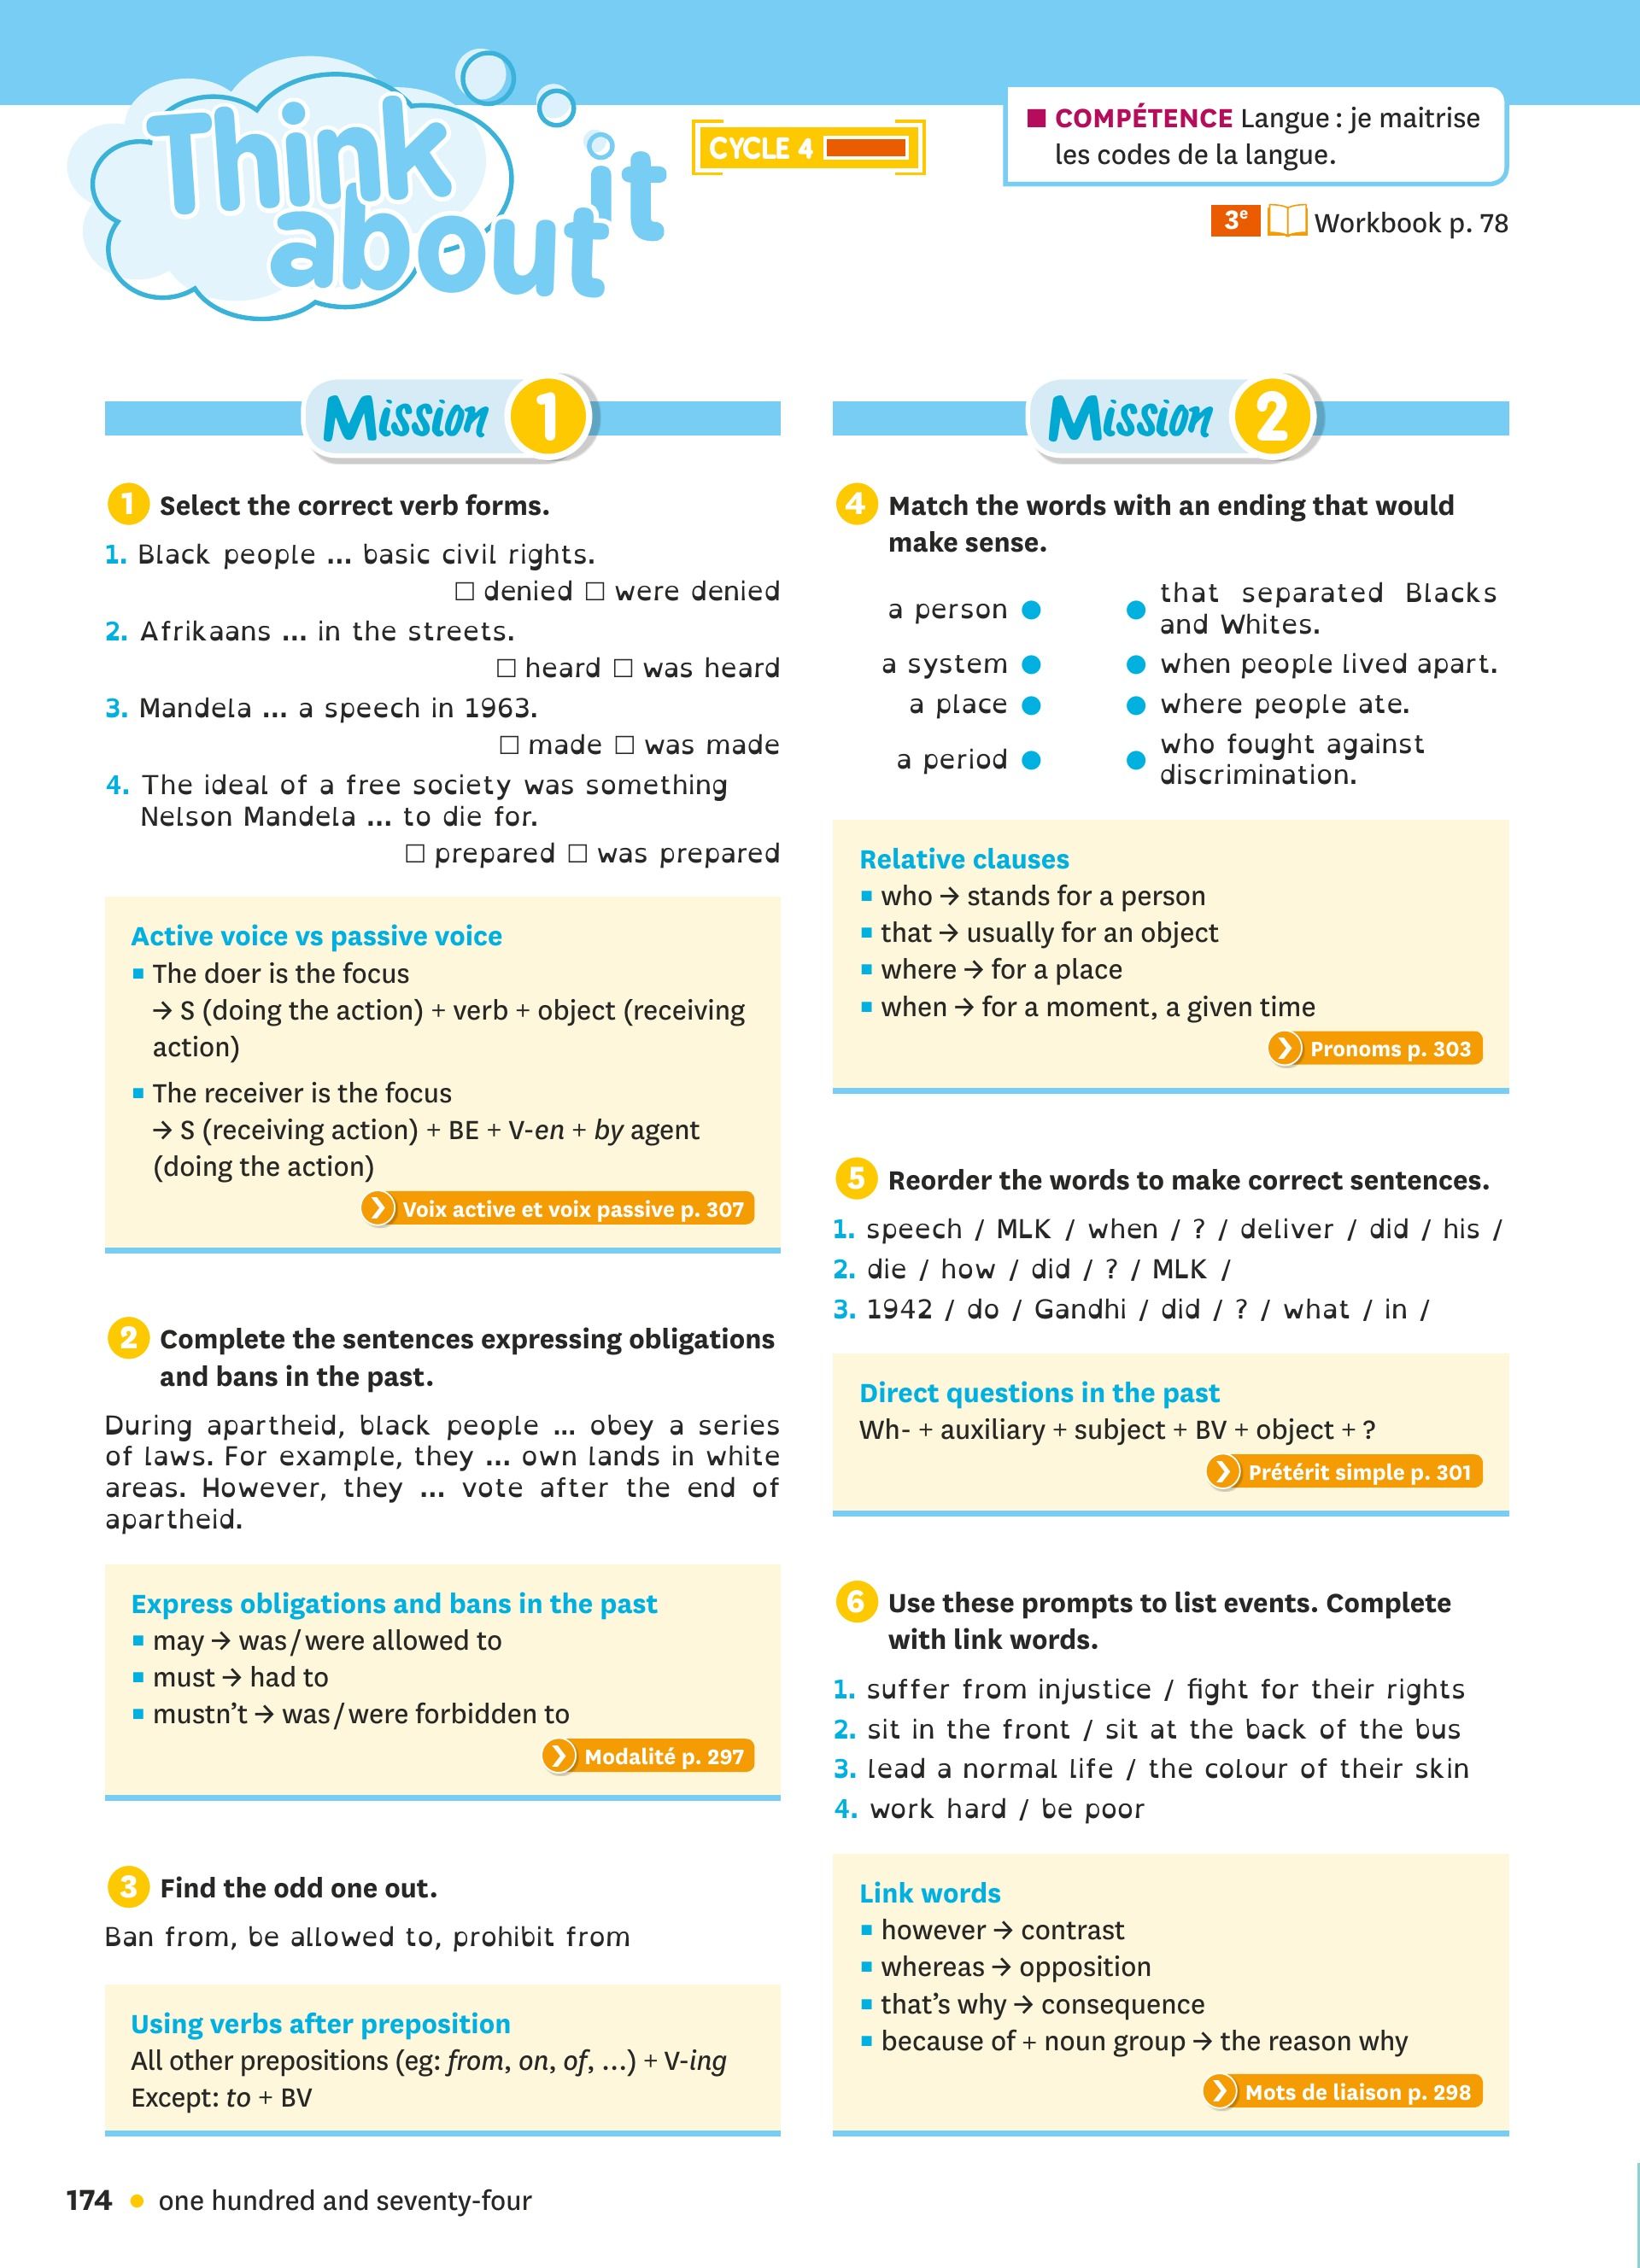 Think
about it
CYCLE 4
■ COMPÉTENCE Langue : je maitrise
les codes de la langue.
3e Workbook p. 78
Mission 1
1 Select the correct verb forms.
1. Black people ... basic civil rights.
□ denied □ were denied
2. Afrikaans ... in the streets.
□ heard □ was heard
3. Mandela ... a speech in 1963.
□ made □ was made
4. The ideal of a free society was something
Nelson Mandela ... to die for.
□ prepared □ was prepared
Active voice vs passive voice
▪ The doer is the focus
→ S (doing the action) + verb + object (receiving
action)
▪ The receiver is the focus
→ S (receiving action) + BE + V-en + by agent
(doing the action)
Voix active et voix passive p. 307
2 Complete the sentences expressing obligations
and bans in the past.
During apartheid, black people ... obey a series
of laws. For example, they ... own lands in white
areas. However, they ... vote after the end of
apartheid.
Express obligations and bans in the past
▪ may → was/were allowed to
▪ must → had to
▪ mustn't → was/were forbidden to
Modalité p. 297
3 Find the odd one out.
Ban from, be allowed to, prohibit from
Using verbs after preposition
All other prepositions (eg: from, on, of, ...) + V-ing
Except: to + BV
Mission 2
4 Match the words with an ending that would
make sense.
a person ● ● that separated Blacks
and Whites.
a system ● ● when people lived apart.
a place ● ● where people ate.
a period ● ● who fought against
discrimination.
Relative clauses
▪ who → stands for a person
▪ that → usually for an object
▪ where → for a place
▪ when → for a moment, a given time
Pronoms p. 303
5 Reorder the words to make correct sentences.
1. speech / MLK / when / ? / deliver / did / his /
2. die / how / did / ? / MLK /
3. 1942 / do / Gandhi / did / ? / what / in /
Direct questions in the past
Wh- + auxiliary + subject + BV + object + ?
Prétérit simple p. 301
6 Use these prompts to list events. Complete
with link words.
1. suffer from injustice / fight for their rights
2. sit in the front / sit at the back of the bus
3. lead a normal life / the colour of their skin
4. work hard / be poor
Link words
▪ however → contrast
▪ whereas → opposition
▪ that's why → consequence
▪ because of + noun group → the reason why
Mots de liaison p. 298
174 • one hundred and seventy-four